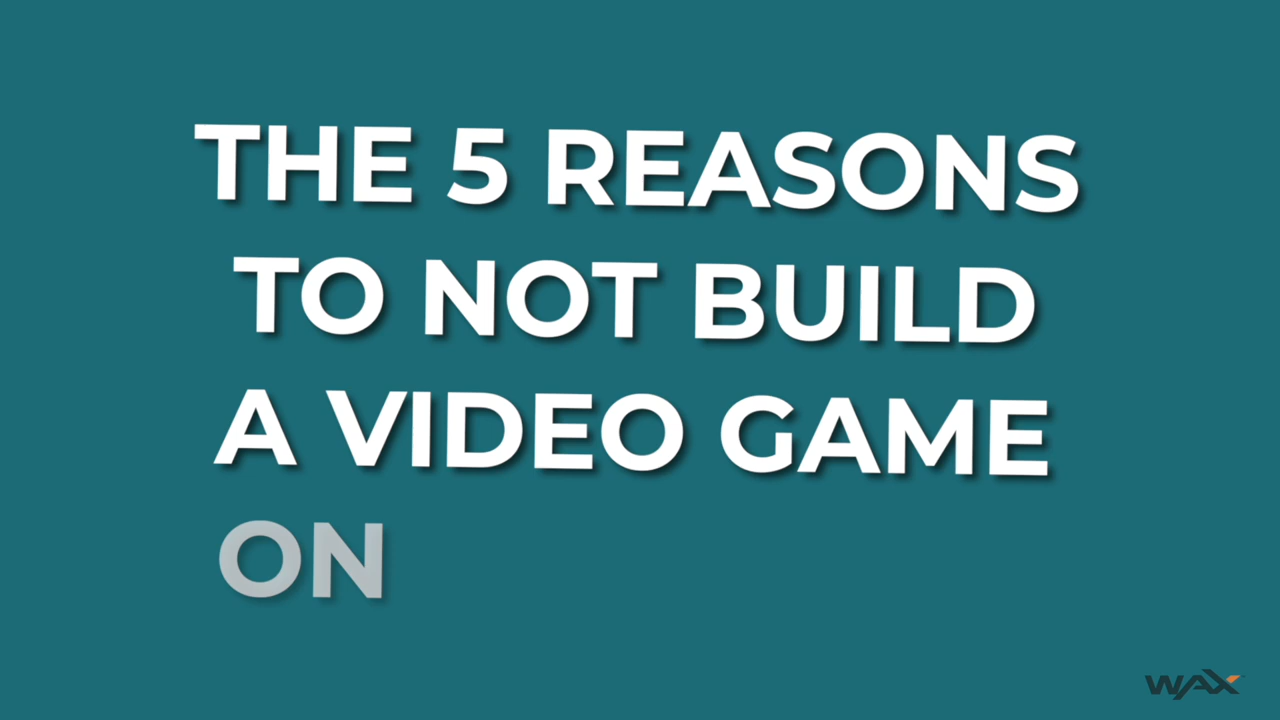 THE 5 REASONS
TO NOT BUILD
A VIDEO GAME
ON
WAX